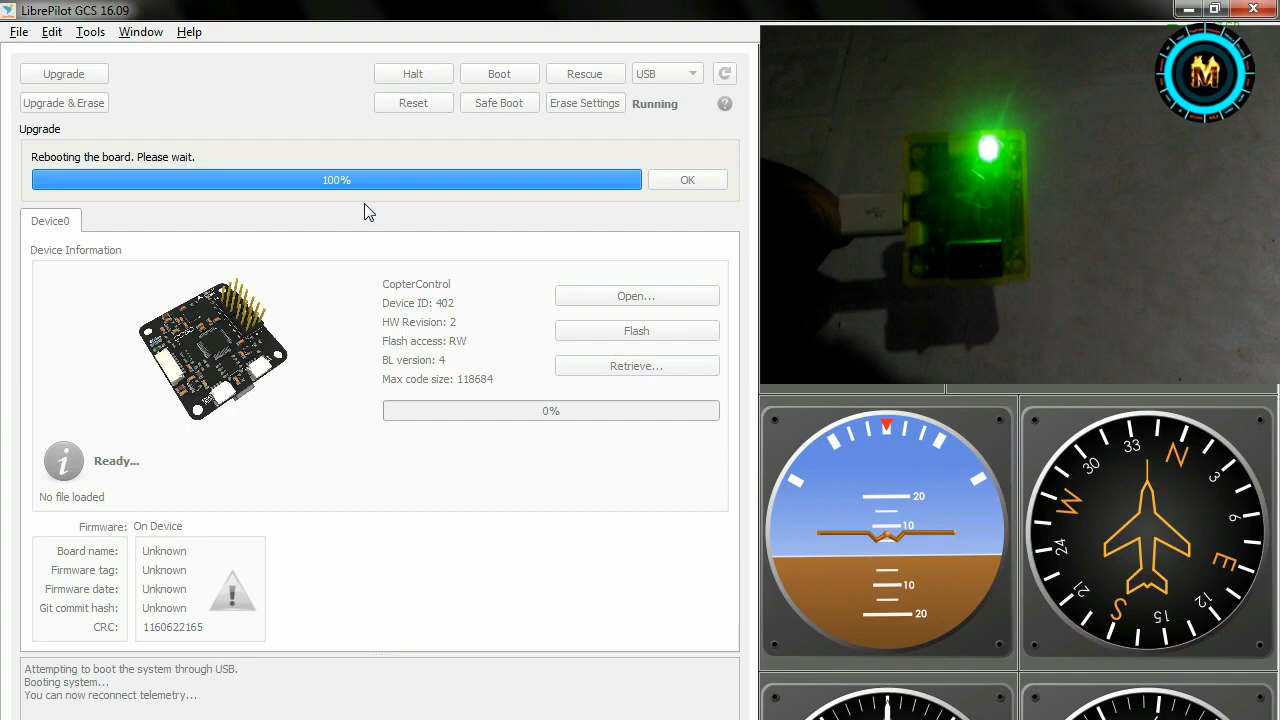 LibrePilot GCS 16.09
File Edit Tools Window Help
Upgrade Halt Boot Rescue USB
Upgrade & Erase Reset Safe Boot Erase Settings Running ?
Upgrade
Rebooting the board. Please wait.
100% OK
Device0
Device Information
CopterControl
Device ID: 402
HW Revision: 2
Flash access: RW
BL version: 4
Max code size: 118684
Open...
Flash
Retrieve...
0%
i Ready...
No file loaded
Firmware: On Device
Board name: Unknown
Firmware tag: Unknown
Firmware date: Unknown
Git commit hash: Unknown
CRC: 1160622165
Attempting to boot the system through USB.
Booting system...
You can now reconnect telemetry...
M
20
10
10
20
N
3
6
E
12
15
S
21
24
W
30
33